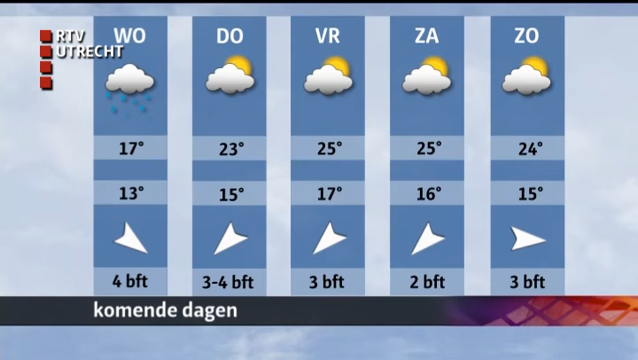 RTV
UTRECHT
WO DO VR ZA ZO
17° 23° 25° 25° 24°
13° 15° 17° 16° 15°
4 bft 3-4 bft 3 bft 2 bft 3 bft
komende dagen